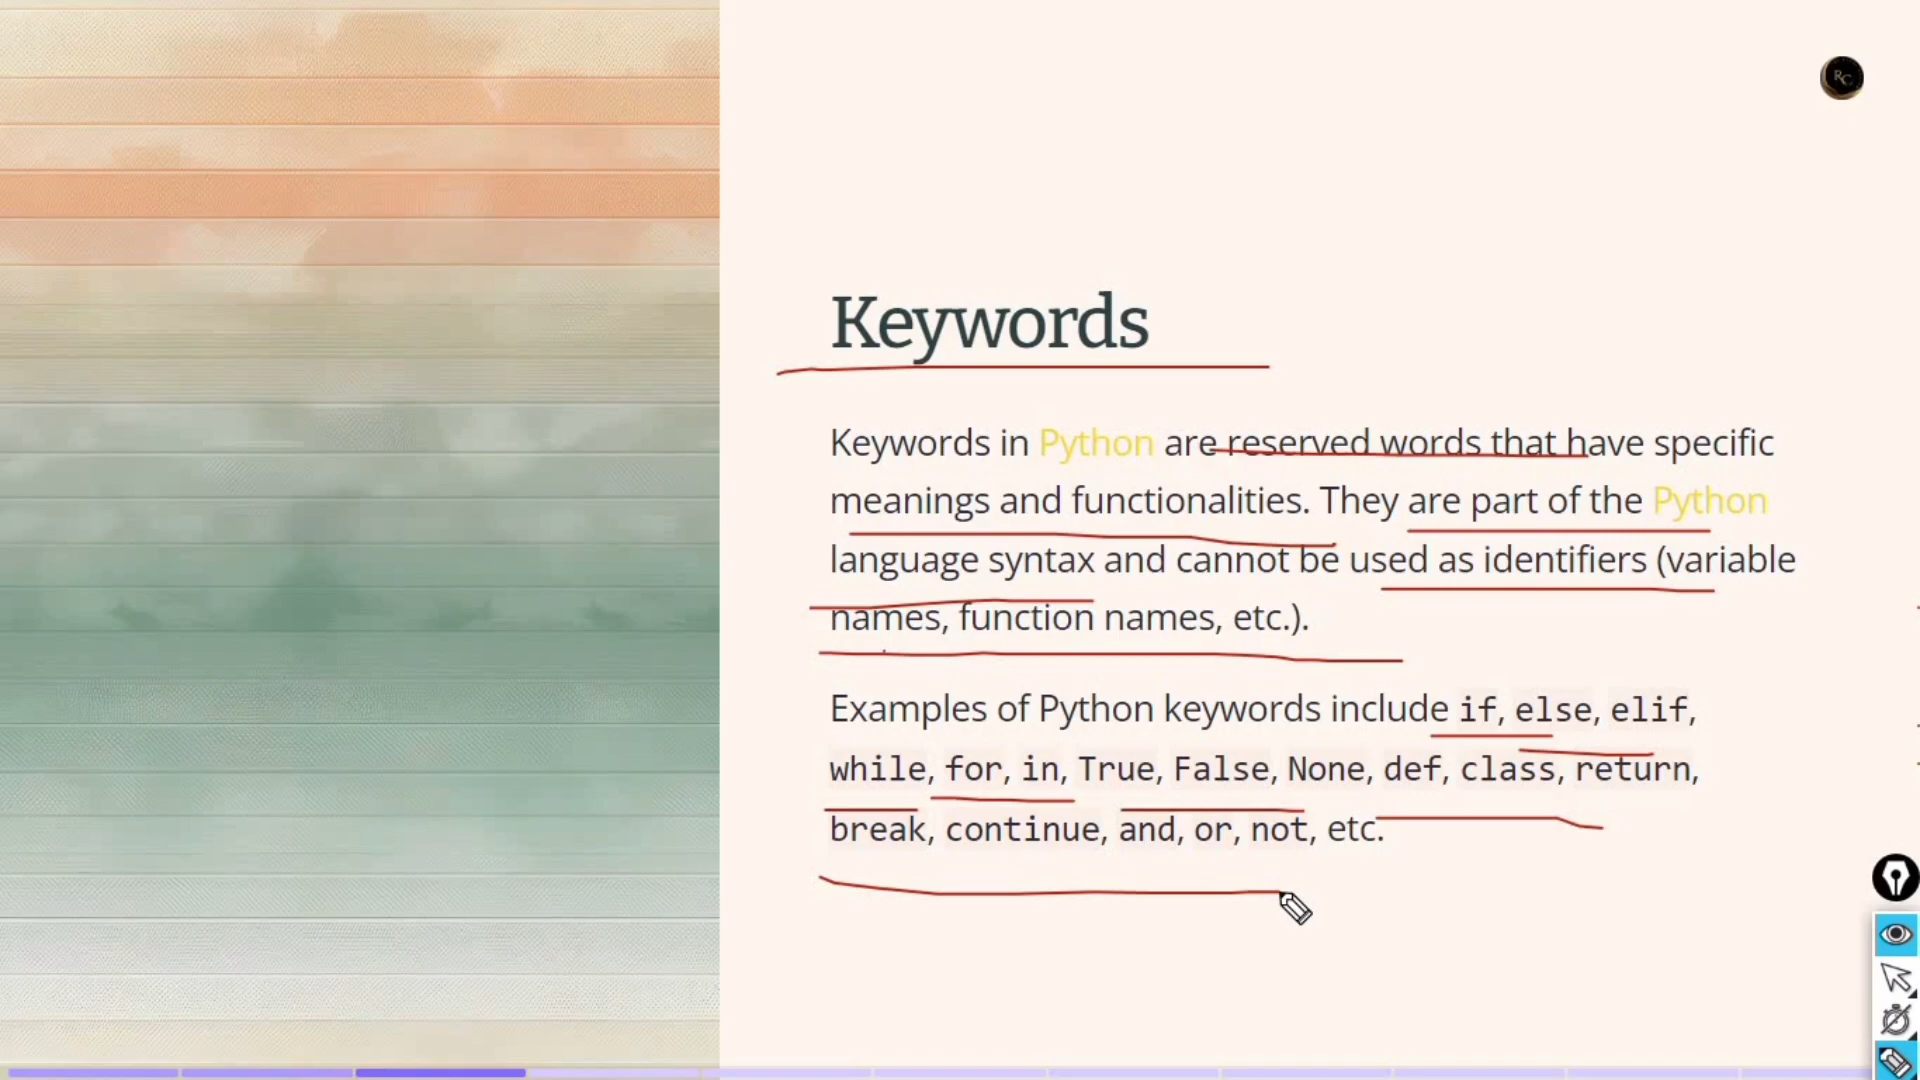 RC
Keywords
Keywords in Python are reserved words that have specific
meanings and functionalities. They are part of the Python
language syntax and cannot be used as identifiers (variable
names, function names, etc.).
Examples of Python keywords include if, else, elif,
while, for, in, True, False, None, def, class, return,
break, continue, and, or, not, etc.